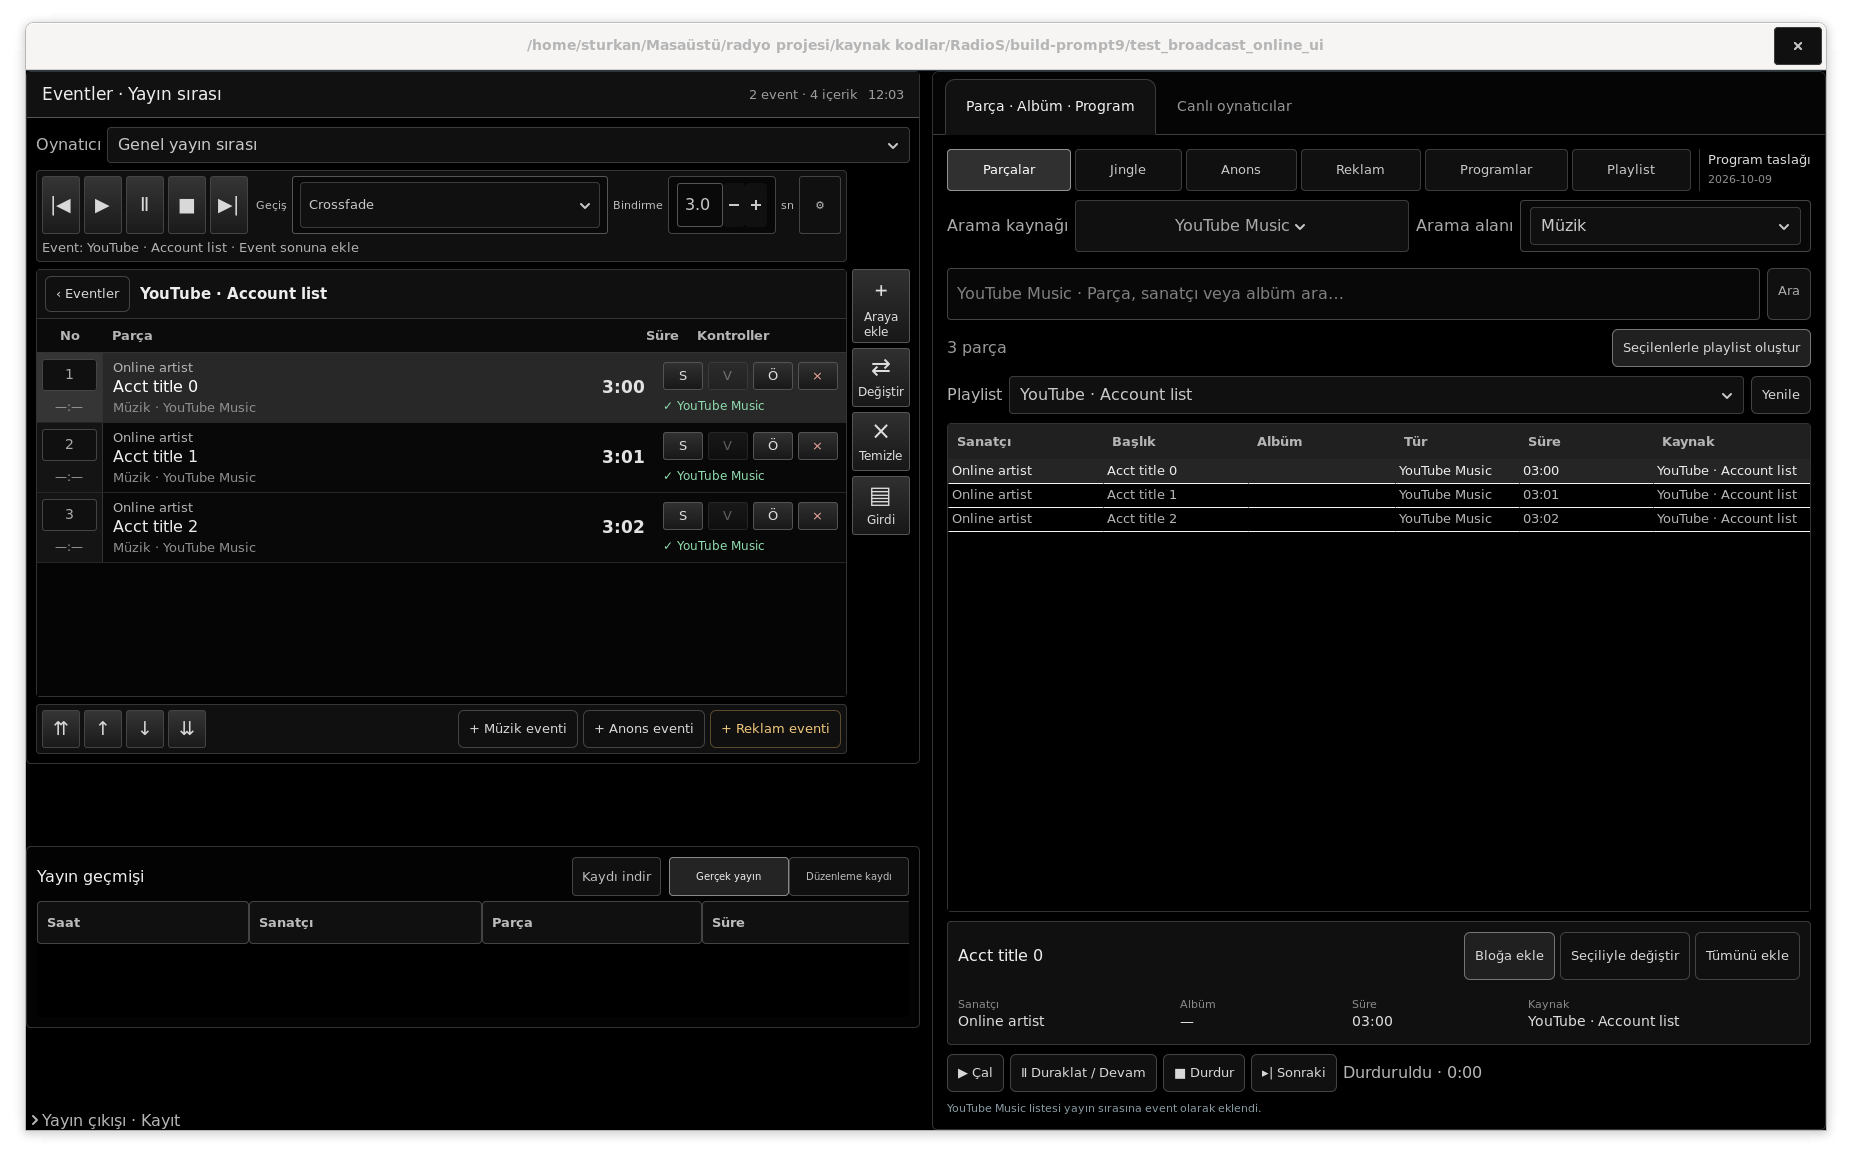 /home/sturkan/Masaüstü/radyo projesi/kaynak kodlar/RadioS/build-prompt9/test_broadcast_online_ui
×
Eventler · Yayın sırası
2 event · 4 içerik 12:03
Oynatıcı
Genel yayın sırası
Geçiş
Crossfade
Bindirme
3.0
− +
sn
Event: YouTube · Account list · Event sonuna ekle
‹ Eventler
YouTube · Account list
No Parça Süre Kontroller
1
—:—
Online artist
Acct title 0
Müzik · YouTube Music
3:00
S V Ö ×
✓ YouTube Music
2
—:—
Online artist
Acct title 1
Müzik · YouTube Music
3:01
S V Ö ×
✓ YouTube Music
3
—:—
Online artist
Acct title 2
Müzik · YouTube Music
3:02
S V Ö ×
✓ YouTube Music
+
Araya
ekle
Değiştir
Temizle
Girdi
+ Müzik eventi
+ Anons eventi
+ Reklam eventi
Yayın geçmişi
Kaydı indir
Gerçek yayın
Düzenleme kaydı
Saat Sanatçı Parça Süre
Yayın çıkışı · Kayıt
Parça · Albüm · Program
Canlı oynatıcılar
Parçalar
Jingle
Anons
Reklam
Programlar
Playlist
Program taslağı
2026-10-09
Arama kaynağı
YouTube Music
Arama alanı
Müzik
YouTube Music · Parça, sanatçı veya albüm ara...
Ara
3 parça
Seçilenlerle playlist oluştur
Playlist
YouTube · Account list
Yenile
Sanatçı Başlık Albüm Tür Süre Kaynak
Online artist Acct title 0 YouTube Music 03:00 YouTube · Account list
Online artist Acct title 1 YouTube Music 03:01 YouTube · Account list
Online artist Acct title 2 YouTube Music 03:02 YouTube · Account list
Acct title 0
Bloğa ekle
Seçiliyle değiştir
Tümünü ekle
Sanatçı Albüm Süre Kaynak
Online artist — 03:00 YouTube · Account list
▶ Çal
Ⅱ Duraklat / Devam
■ Durdur
▸| Sonraki
Durduruldu · 0:00
YouTube Music listesi yayın sırasına event olarak eklendi.